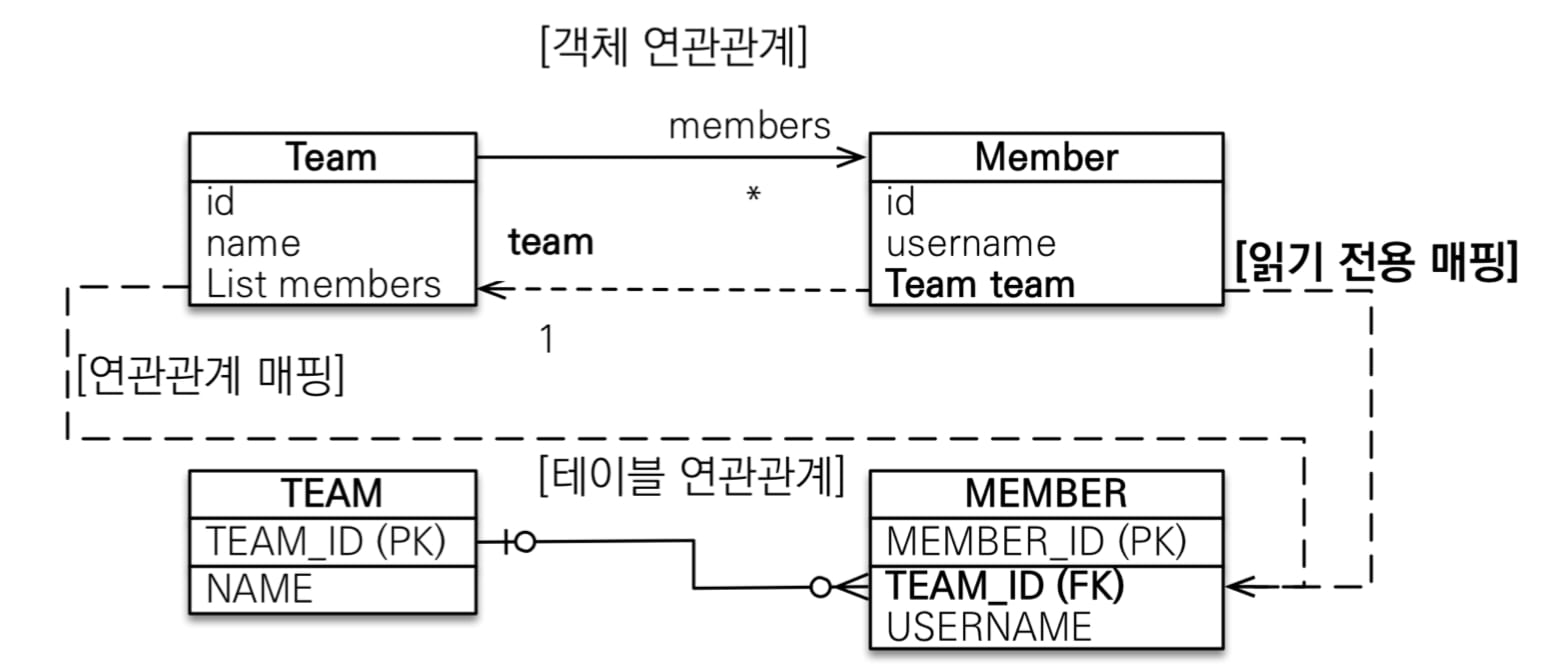 [객체 연관관계]
members
Team
id
name
List members
*
team
1
Member
id
username
Team team
[읽기 전용 매핑]
[연관관계 매핑]
[테이블 연관관계]
TEAM
TEAM_ID (PK)
NAME
MEMBER
MEMBER_ID (PK)
TEAM_ID (FK)
USERNAME